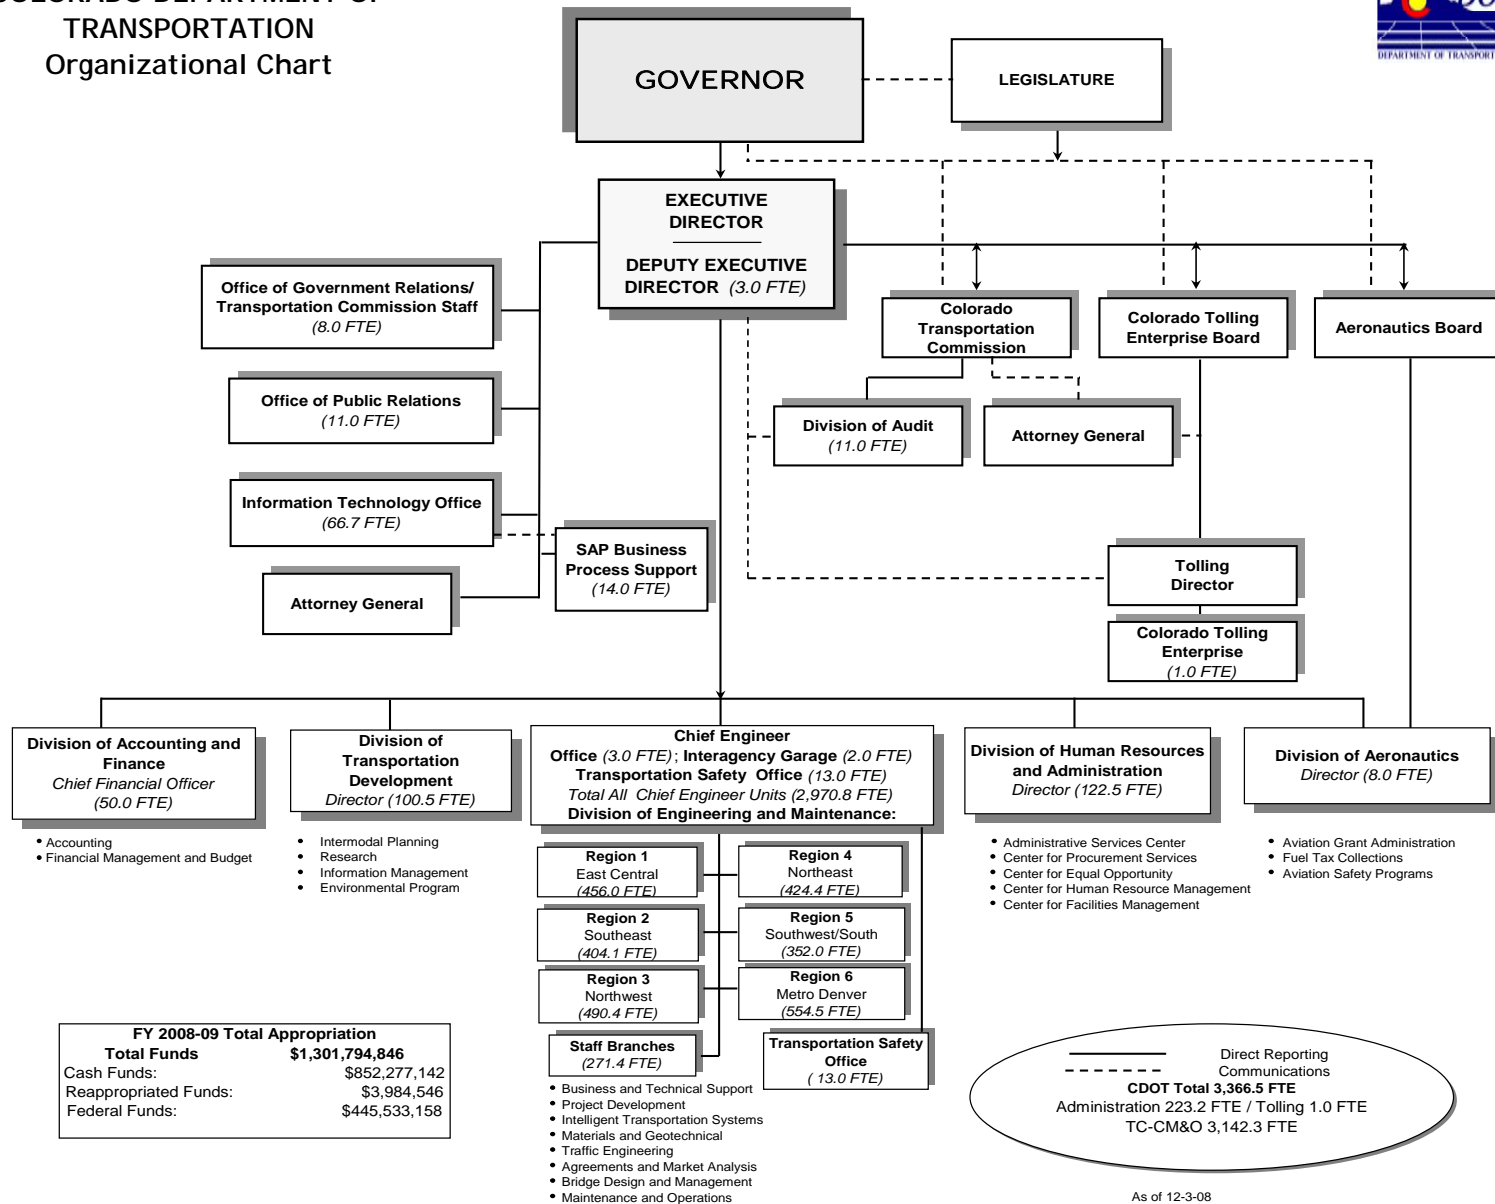 COLORADO DEPARTMENT OF
TRANSPORTATION
Organizational Chart
DEPARTMENT OF TRANSPORT
GOVERNOR
LEGISLATURE
EXECUTIVE
DIRECTOR
DEPUTY EXECUTIVE
DIRECTOR (3.0 FTE)
Office of Government Relations/
Transportation Commission Staff
(8.0 FTE)
Colorado
Transportation
Commission
Colorado Tolling
Enterprise Board
Aeronautics Board
Office of Public Relations
(11.0 FTE)
Division of Audit
(11.0 FTE)
Attorney General
Information Technology Office
(66.7 FTE)
SAP Business
Process Support
(14.0 FTE)
Attorney General
Tolling
Director
Colorado Tolling
Enterprise
(1.0 FTE)
Division of Accounting and
Finance
Chief Financial Officer
(50.0 FTE)
• Accounting
• Financial Management and Budget
Division of
Transportation
Development
Director (100.5 FTE)
• Intermodal Planning
• Research
• Information Management
• Environmental Program
Chief Engineer
Office (3.0 FTE); Interagency Garage (2.0 FTE)
Transportation Safety Office (13.0 FTE)
Total All Chief Engineer Units (2,970.8 FTE)
Division of Engineering and Maintenance:
Division of Human Resources
and Administration
Director (122.5 FTE)
• Administrative Services Center
• Center for Procurement Services
• Center for Equal Opportunity
• Center for Human Resource Management
• Center for Facilities Management
Division of Aeronautics
Director (8.0 FTE)
• Aviation Grant Administration
• Fuel Tax Collections
• Aviation Safety Programs
Region 1
East Central
(456.0 FTE)
Region 4
Northeast
(424.4 FTE)
Region 2
Southeast
(404.1 FTE)
Region 5
Southwest/South
(352.0 FTE)
Region 3
Northwest
(490.4 FTE)
Region 6
Metro Denver
(554.5 FTE)
Staff Branches
(271.4 FTE)
Transportation Safety
Office
( 13.0 FTE)
• Business and Technical Support
• Project Development
• Intelligent Transportation Systems
• Materials and Geotechnical
• Traffic Engineering
• Agreements and Market Analysis
• Bridge Design and Management
• Maintenance and Operations
FY 2008-09 Total Appropriation
Total Funds $1,301,794,846
Cash Funds: $852,277,142
Reappropriated Funds: $3,984,546
Federal Funds: $445,533,158
Direct Reporting
Communications
CDOT Total 3,366.5 FTE
Administration 223.2 FTE / Tolling 1.0 FTE
TC-CM&O 3,142.3 FTE
As of 12-3-08